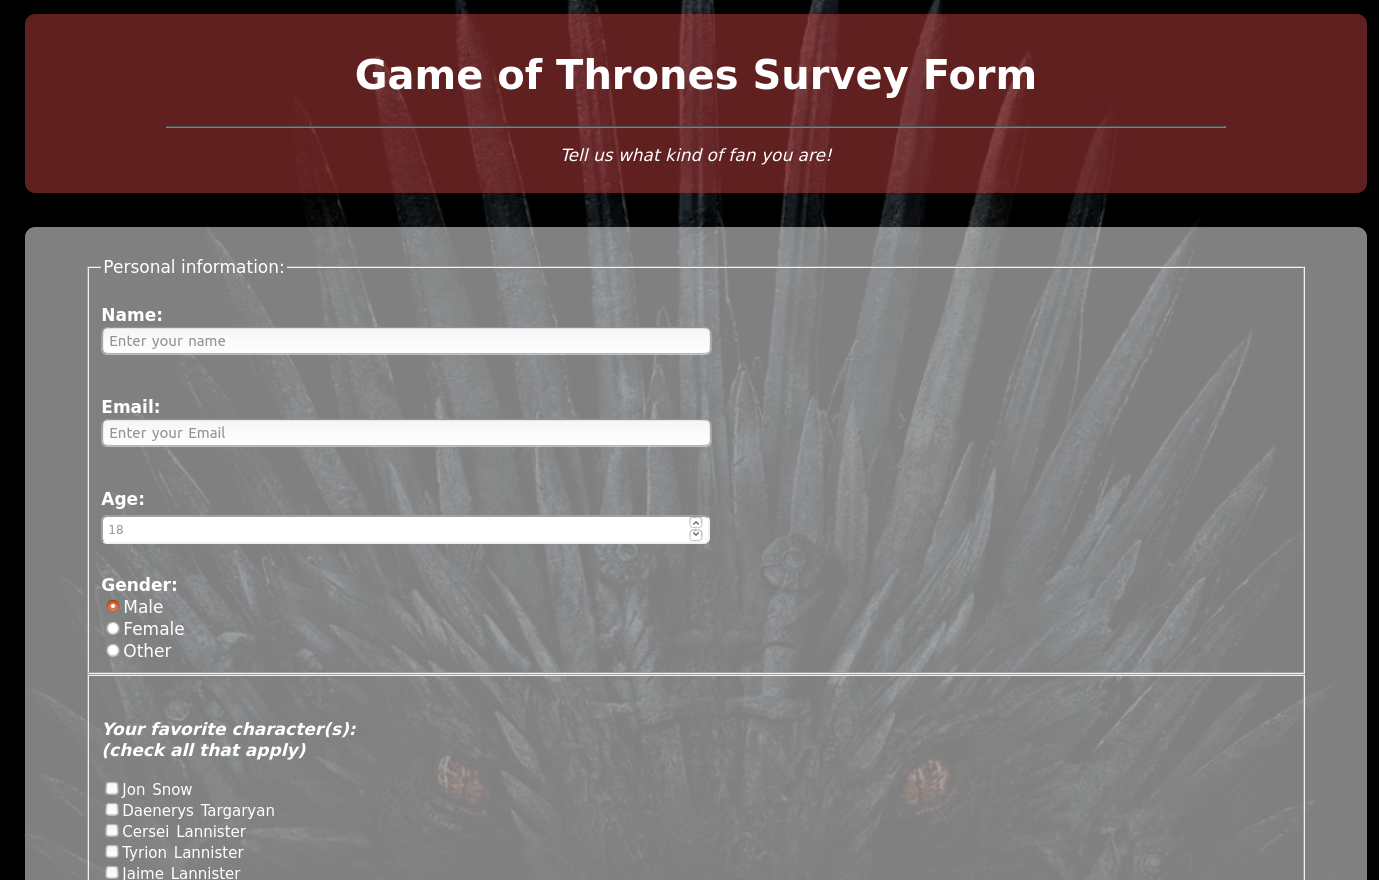 Game of Thrones Survey Form
Tell us what kind of fan you are!
Personal information:
Name:
Enter your name
Email:
Enter your Email
Age:
18
Gender:
Male
Female
Other
Your favorite character(s):
(check all that apply)
Jon Snow
Daenerys Targaryan
Cersei Lannister
Tyrion Lannister
Jaime Lannister